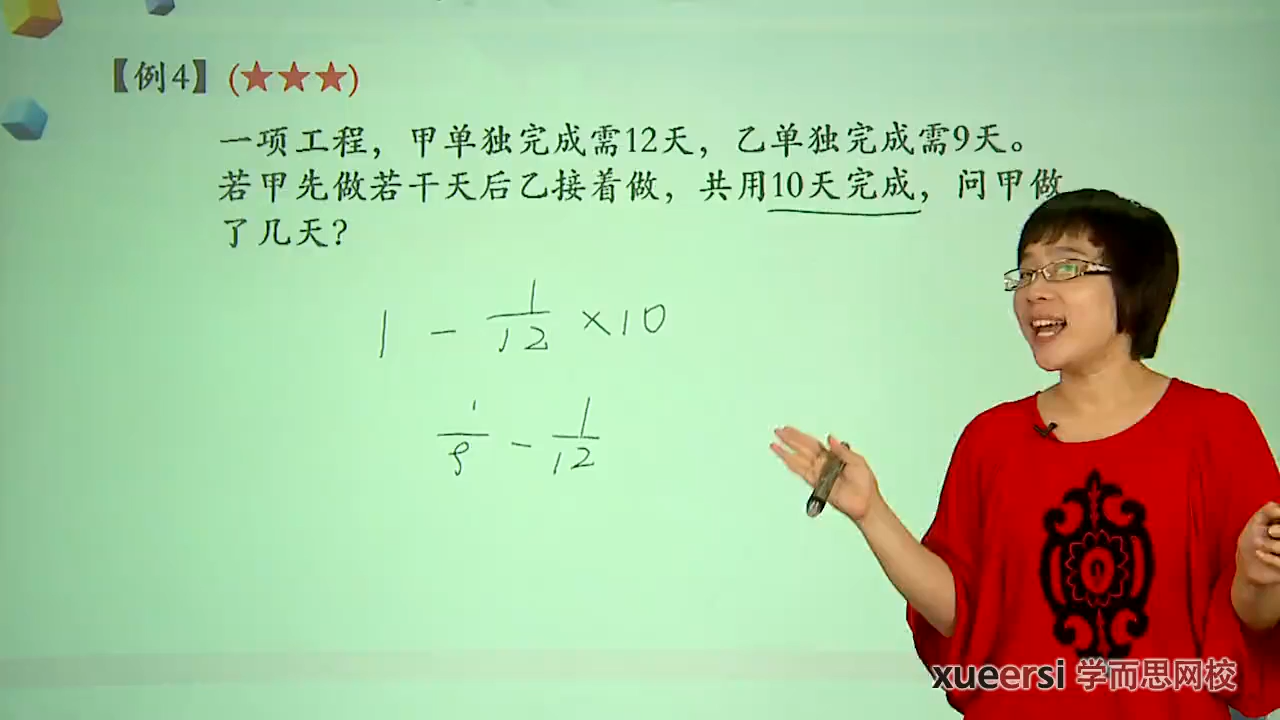 【例4】(★★★)
一项工程，甲单独完成需12天，乙单独完成需9天。
若甲先做若干天后乙接着做，共用10天完成，问甲做
了几天？
1 - 1/12 ×10
1/9 - 1/12
xueersi 学而思网校